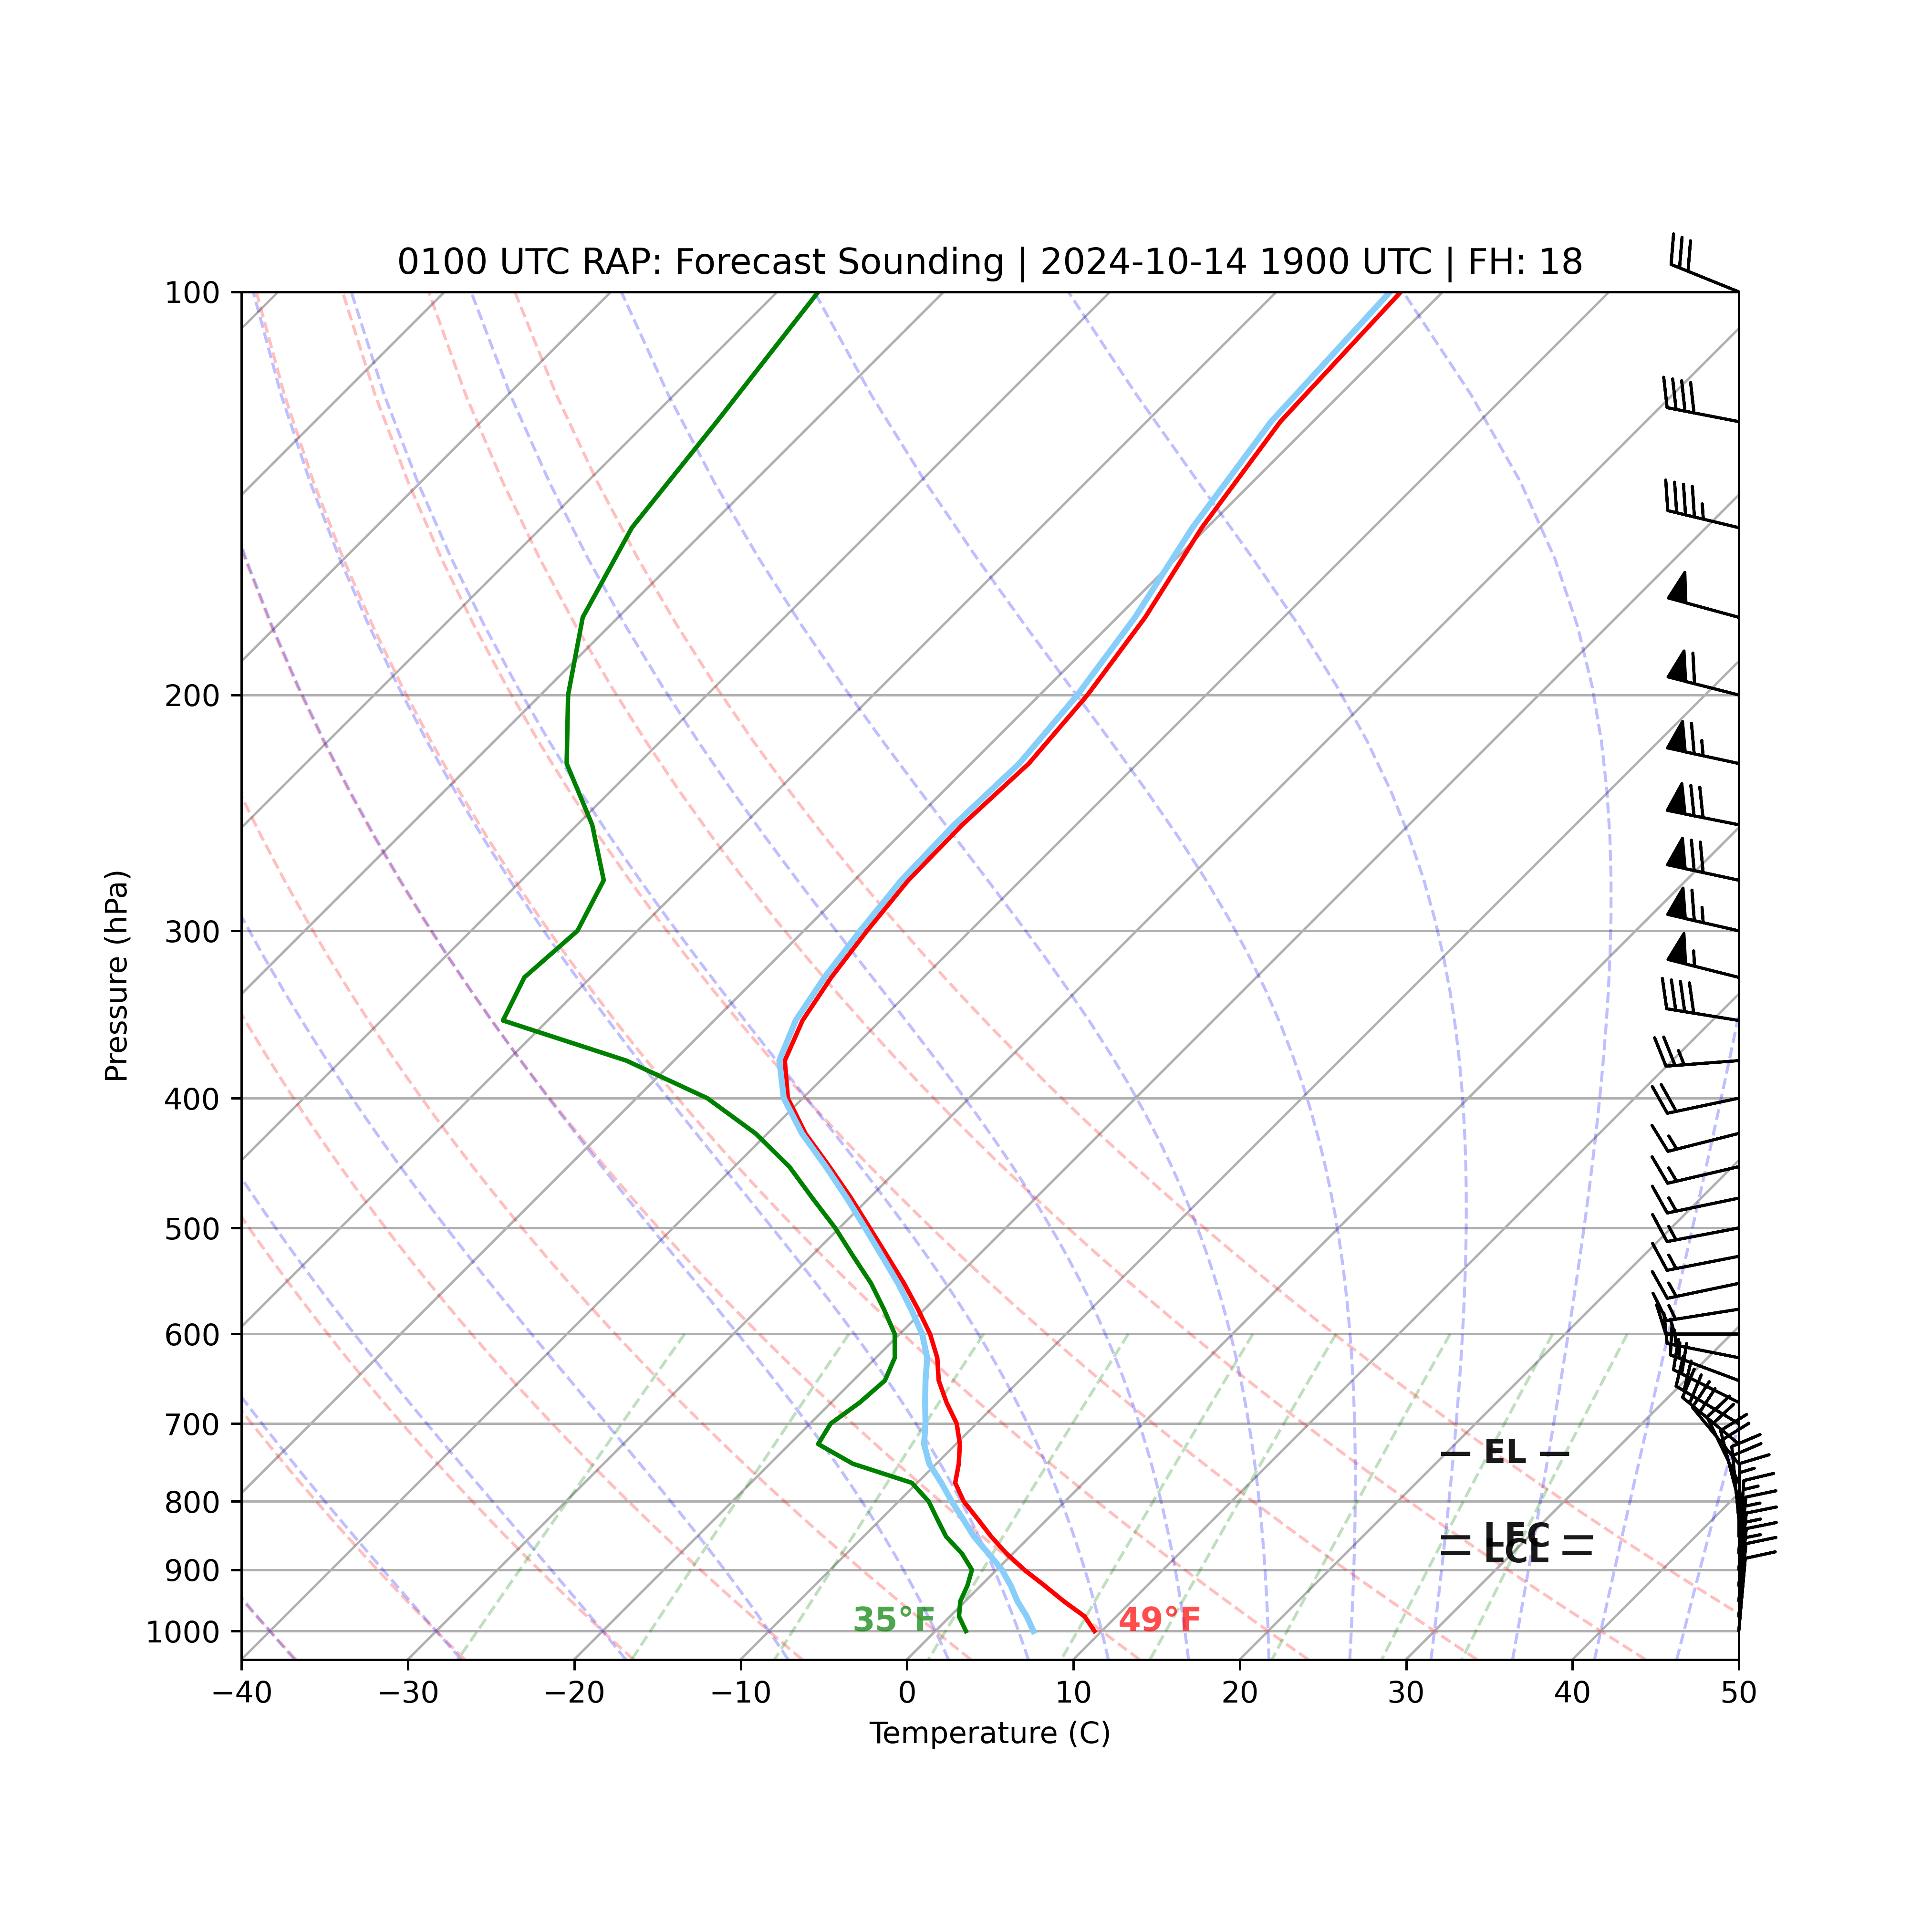 0100 UTC RAP: Forecast Sounding | 2024-10-14 1900 UTC | FH: 18
100
200
300
400
500
600
700
800
900
1000
Pressure (hPa)
— EL —
— LFC —
— LCL —
35°F
49°F
−40 −30 −20 −10 0 10 20 30 40 50
Temperature (C)